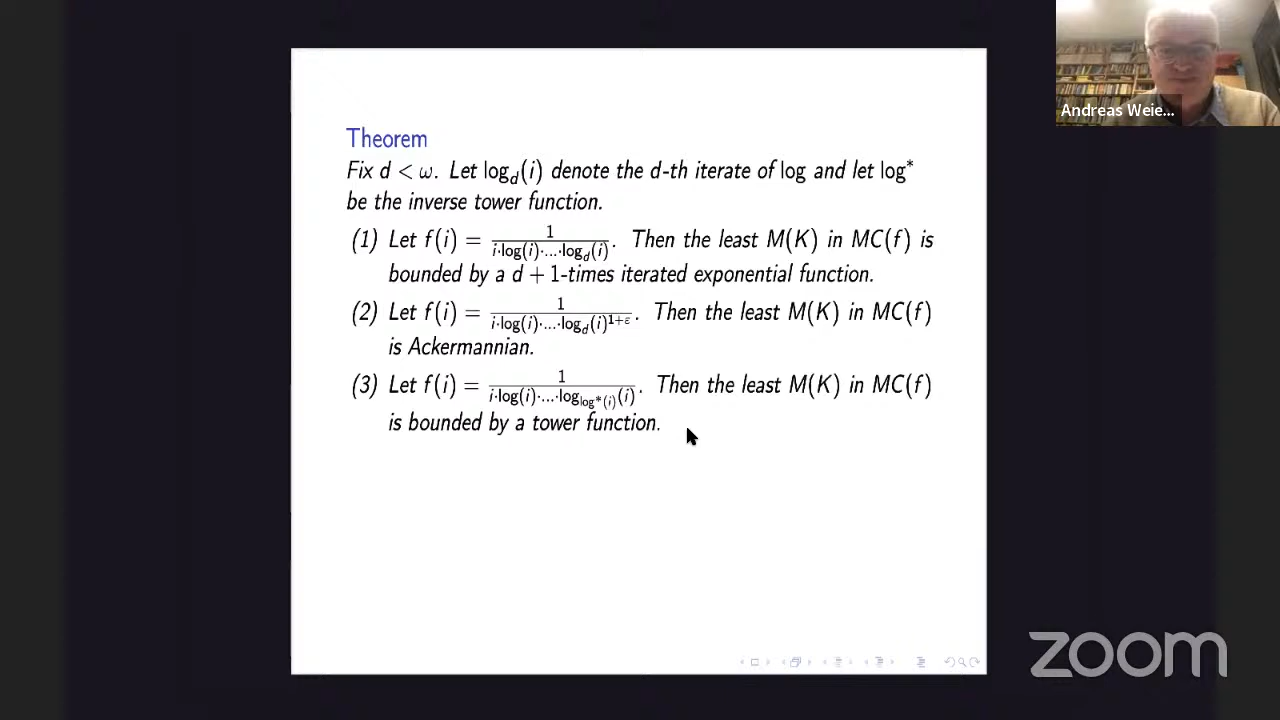 Andreas Weie...
Theorem
Fix d < ω. Let log_d(i) denote the d-th iterate of log and let log*
be the inverse tower function.
(1) Let f(i) = 1/(i·log(i)·...·log_d(i)). Then the least M(K) in MC(f) is
bounded by a d + 1-times iterated exponential function.
(2) Let f(i) = 1/(i·log(i)·...·log_d(i)^{1+ε}). Then the least M(K) in MC(f)
is Ackermannian.
(3) Let f(i) = 1/(i·log(i)·...·log_{log*(i)}(i)). Then the least M(K) in MC(f)
is bounded by a tower function.
zoom